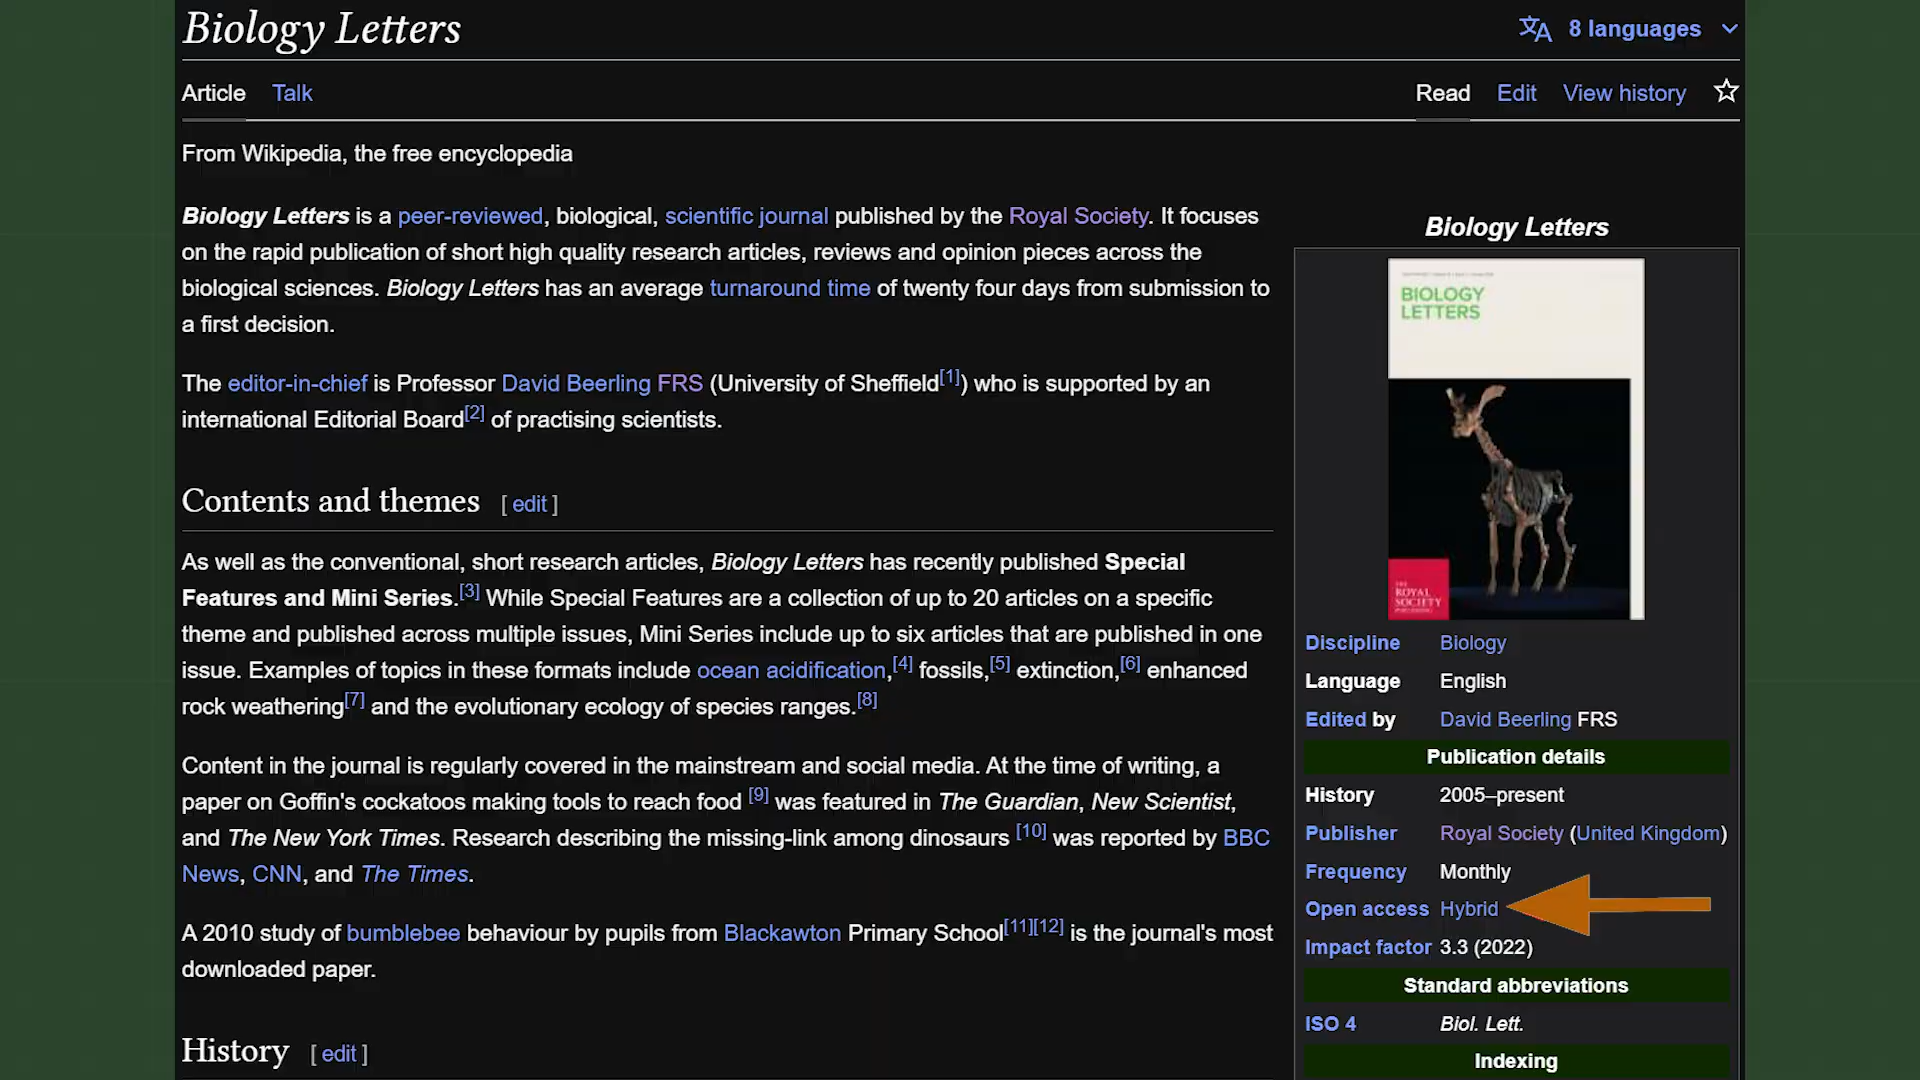 Biology Letters
8 languages
Article Talk
Read Edit View history
From Wikipedia, the free encyclopedia
Biology Letters is a peer-reviewed, biological, scientific journal published by the Royal Society. It focuses
on the rapid publication of short high quality research articles, reviews and opinion pieces across the
biological sciences. Biology Letters has an average turnaround time of twenty four days from submission to
a first decision.
The editor-in-chief is Professor David Beerling FRS (University of Sheffield[1]) who is supported by an
international Editorial Board[2] of practising scientists.
Contents and themes [ edit ]
As well as the conventional, short research articles, Biology Letters has recently published Special
Features and Mini Series.[3] While Special Features are a collection of up to 20 articles on a specific
theme and published across multiple issues, Mini Series include up to six articles that are published in one
issue. Examples of topics in these formats include ocean acidification,[4] fossils,[5] extinction,[6] enhanced
rock weathering[7] and the evolutionary ecology of species ranges.[8]
Content in the journal is regularly covered in the mainstream and social media. At the time of writing, a
paper on Goffin's cockatoos making tools to reach food [9] was featured in The Guardian, New Scientist,
and The New York Times. Research describing the missing-link among dinosaurs [10] was reported by BBC
News, CNN, and The Times.
A 2010 study of bumblebee behaviour by pupils from Blackawton Primary School[11][12] is the journal's most
downloaded paper.
History [ edit ]
Biology Letters
BIOLOGY
LETTERS
THE
ROYAL
SOCIETY
Discipline Biology
Language English
Edited by David Beerling FRS
Publication details
History 2005–present
Publisher Royal Society (United Kingdom)
Frequency Monthly
Open access Hybrid
Impact factor 3.3 (2022)
Standard abbreviations
ISO 4 Biol. Lett.
Indexing